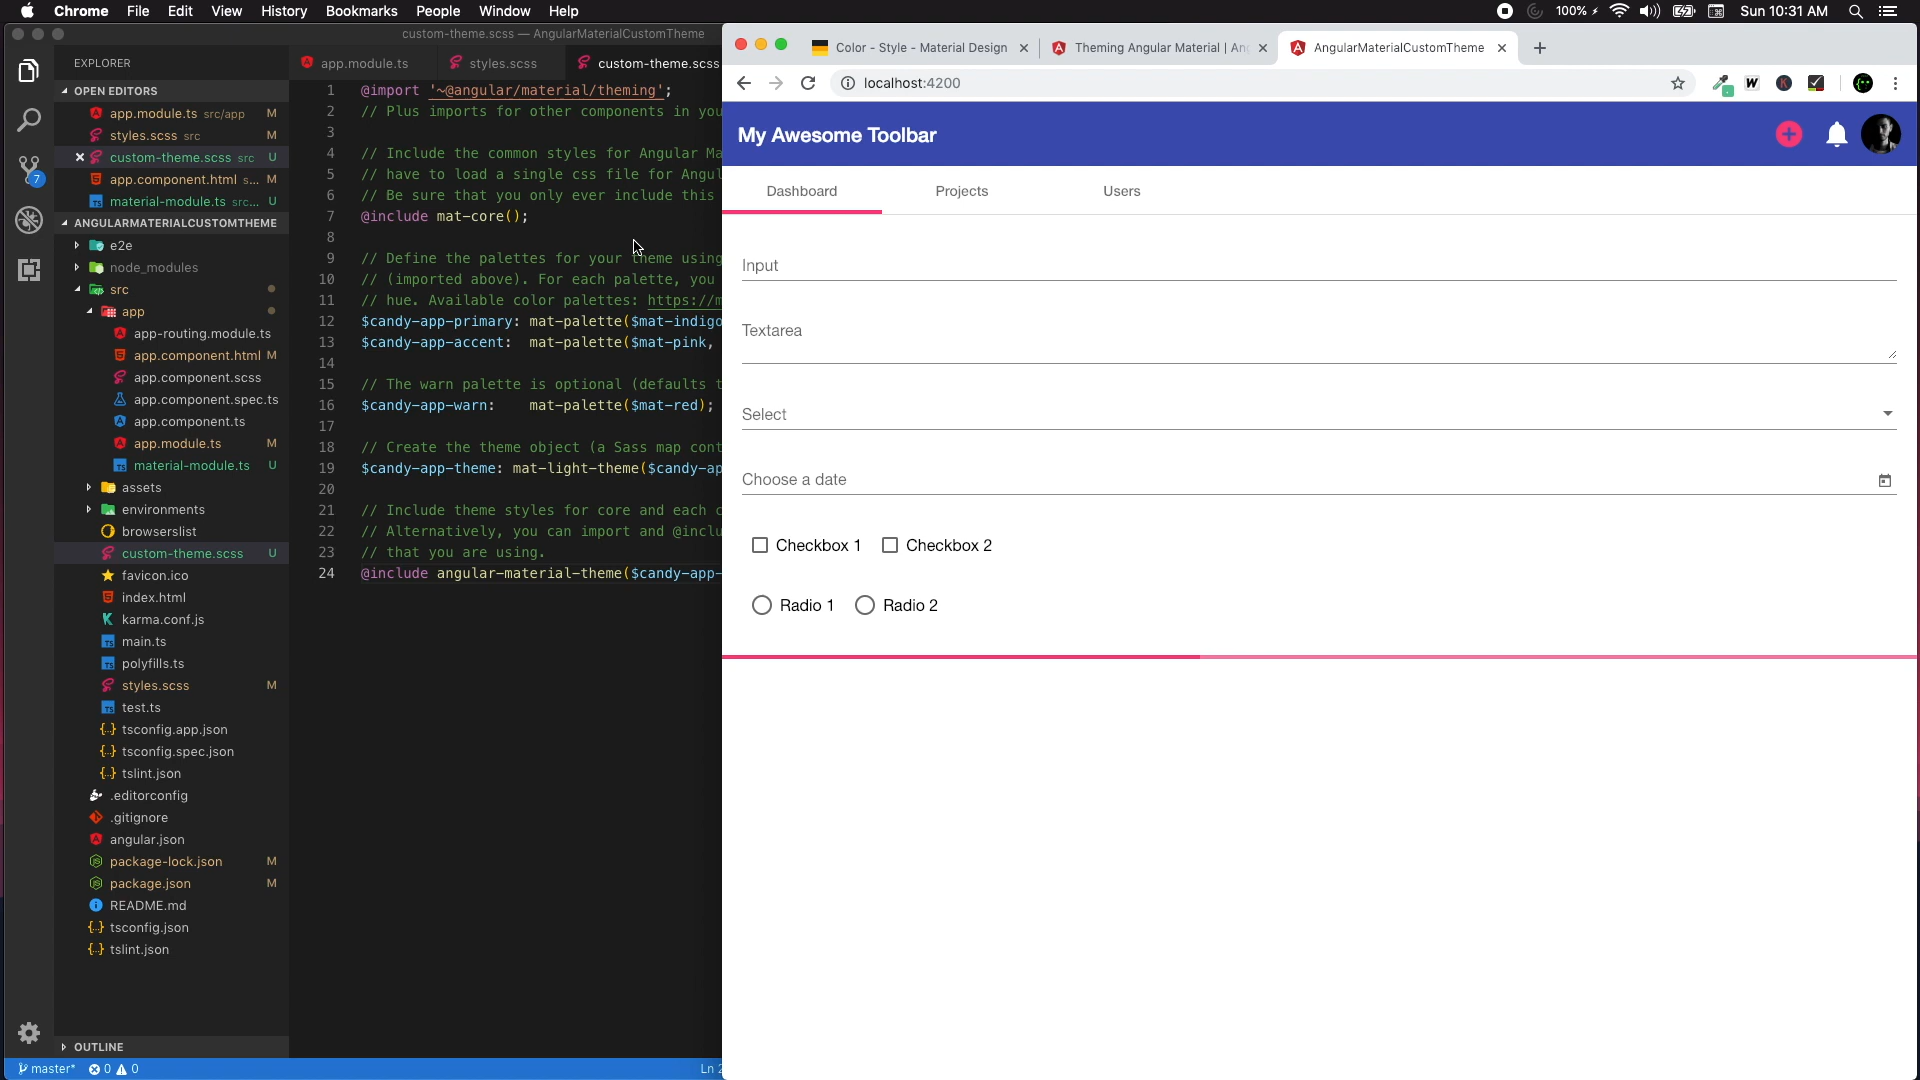 Chrome File Edit View History Bookmarks People Window Help 100% Sun 10:31 AM
custom-theme.scss — AngularMaterialCustomTheme
EXPLORER
OPEN EDITORS
app.module.ts src/app M
styles.scss src M
custom-theme.scss src U
app.component.html s... M
material-module.ts src... U
ANGULARMATERIALCUSTOMTHEME
e2e
node_modules
src
app
app-routing.module.ts
app.component.html M
app.component.scss
app.component.spec.ts
app.component.ts
app.module.ts M
material-module.ts U
assets
environments
browserslist
custom-theme.scss U
favicon.ico
index.html
karma.conf.js
main.ts
polyfills.ts
styles.scss M
test.ts
tsconfig.app.json
tsconfig.spec.json
tslint.json
.editorconfig
.gitignore
angular.json
package-lock.json M
package.json M
README.md
tsconfig.json
tslint.json
OUTLINE
7
master* 0 0 Ln 2
app.module.ts styles.scss custom-theme.scss
1 @import '~@angular/material/theming';
2 // Plus imports for other components in you
3
4 // Include the common styles for Angular Ma
5 // have to load a single css file for Angul
6 // Be sure that you only ever include this
7 @include mat-core();
8
9 // Define the palettes for your theme using
10 // (imported above). For each palette, you
11 // hue. Available color palettes: https://m
12 $candy-app-primary: mat-palette($mat-indigo
13 $candy-app-accent: mat-palette($mat-pink,
14
15 // The warn palette is optional (defaults t
16 $candy-app-warn: mat-palette($mat-red);
17
18 // Create the theme object (a Sass map cont
19 $candy-app-theme: mat-light-theme($candy-ap
20
21 // Include theme styles for core and each c
22 // Alternatively, you can import and @inclu
23 // that you are using.
24 @include angular-material-theme($candy-app-
Color - Style - Material Design Theming Angular Material | An AngularMaterialCustomTheme
localhost:4200
My Awesome Toolbar
Dashboard Projects Users
Input
Textarea
Select
Choose a date
Checkbox 1 Checkbox 2
Radio 1 Radio 2